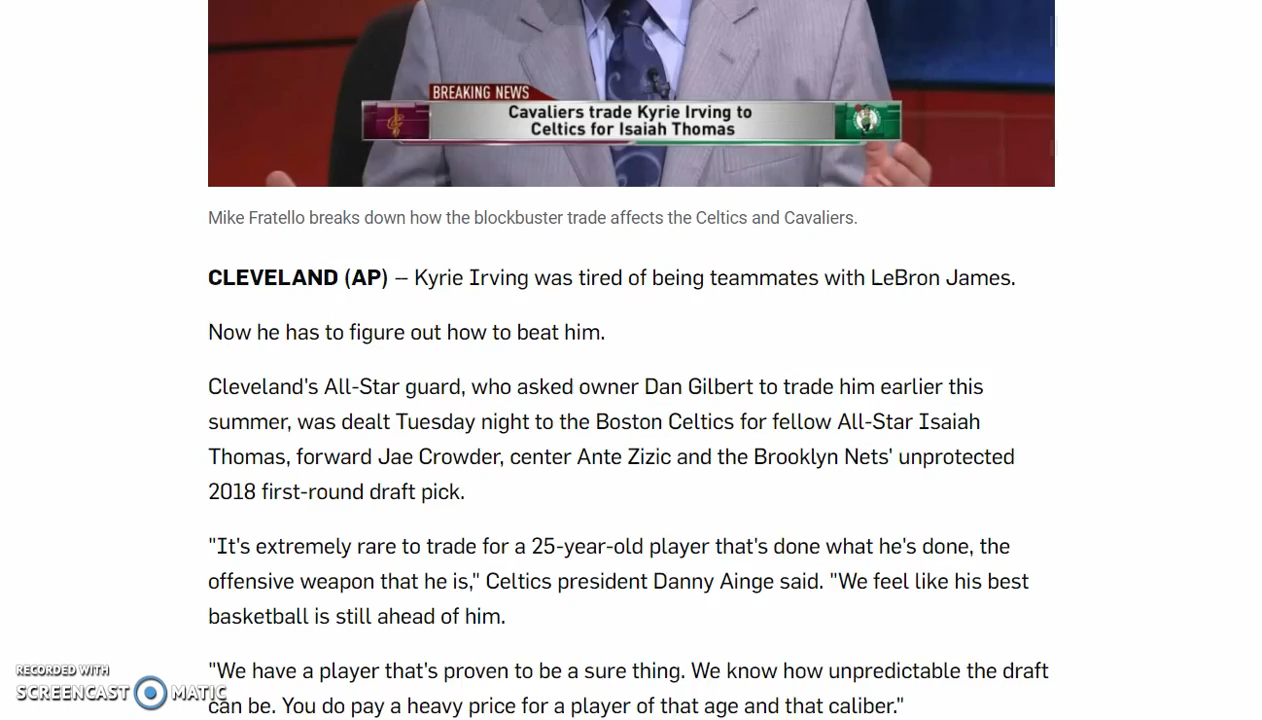 BREAKING NEWS
Cavaliers trade Kyrie Irving to
Celtics for Isaiah Thomas
Mike Fratello breaks down how the blockbuster trade affects the Celtics and Cavaliers.
CLEVELAND (AP) – Kyrie Irving was tired of being teammates with LeBron James.
Now he has to figure out how to beat him.
Cleveland's All-Star guard, who asked owner Dan Gilbert to trade him earlier this
summer, was dealt Tuesday night to the Boston Celtics for fellow All-Star Isaiah
Thomas, forward Jae Crowder, center Ante Zizic and the Brooklyn Nets' unprotected
2018 first-round draft pick.
"It's extremely rare to trade for a 25-year-old player that's done what he's done, the
offensive weapon that he is," Celtics president Danny Ainge said. "We feel like his best
basketball is still ahead of him.
"We have a player that's proven to be a sure thing. We know how unpredictable the draft
can be. You do pay a heavy price for a player of that age and that caliber."
RECORDED WITH
SCREENCAST MATIC